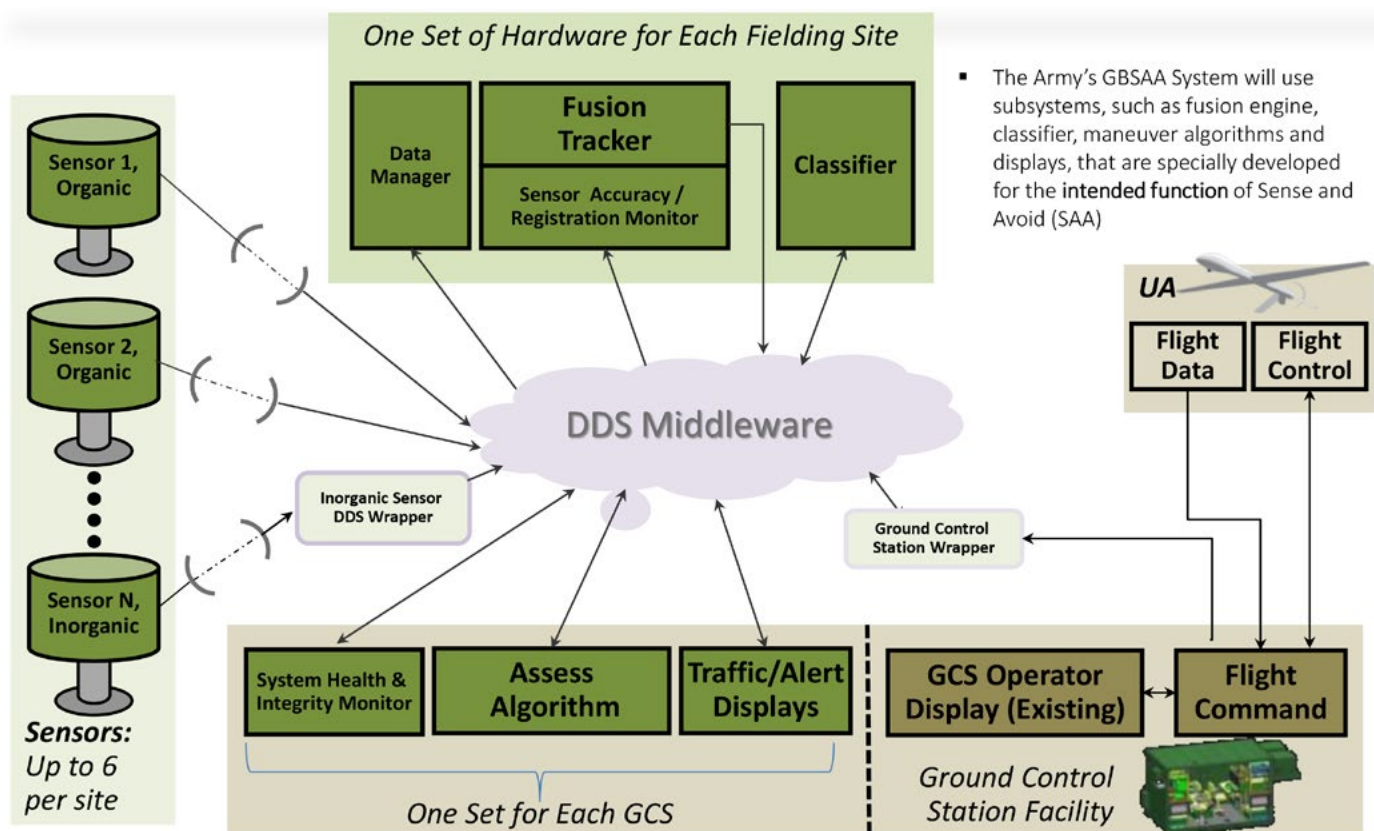 One Set of Hardware for Each Fielding Site
Sensor 1,
Organic
Sensor 2,
Organic
Sensor N,
Inorganic
Sensors:
Up to 6
per site
Data
Manager
Fusion
Tracker
Sensor Accuracy /
Registration Monitor
Classifier
▪ The Army's GBSAA System will use
subsystems, such as fusion engine,
classifier, maneuver algorithms and
displays, that are specially developed
for the intended function of Sense and
Avoid (SAA)
UA
Flight
Data
Flight
Control
DDS Middleware
Inorganic Sensor
DDS Wrapper
Ground Control
Station Wrapper
System Health &
Integrity Monitor
Assess
Algorithm
Traffic/Alert
Displays
One Set for Each GCS
GCS Operator
Display (Existing)
Flight
Command
Ground Control
Station Facility